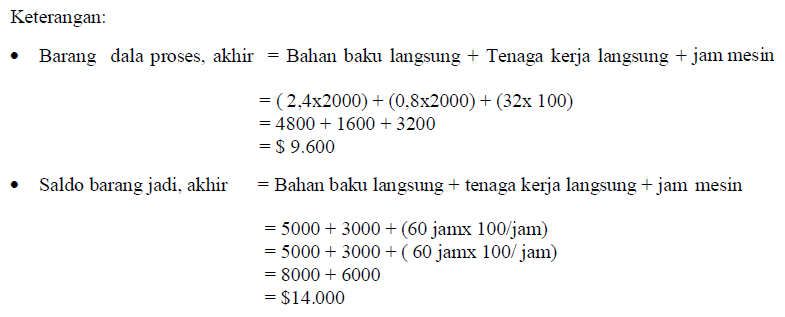 Keterangan:
• Barang dala proses, akhir = Bahan baku langsung + Tenaga kerja langsung + jam mesin
= ( 2,4x2000) + (0,8x2000) + (32x 100)
= 4800 + 1600 + 3200
= $ 9.600
• Saldo barang jadi, akhir = Bahan baku langsung + tenaga kerja langsung + jam mesin
= 5000 + 3000 + (60 jamx 100/jam)
= 5000 + 3000 + ( 60 jamx 100/ jam)
= 8000 + 6000
= $14.000